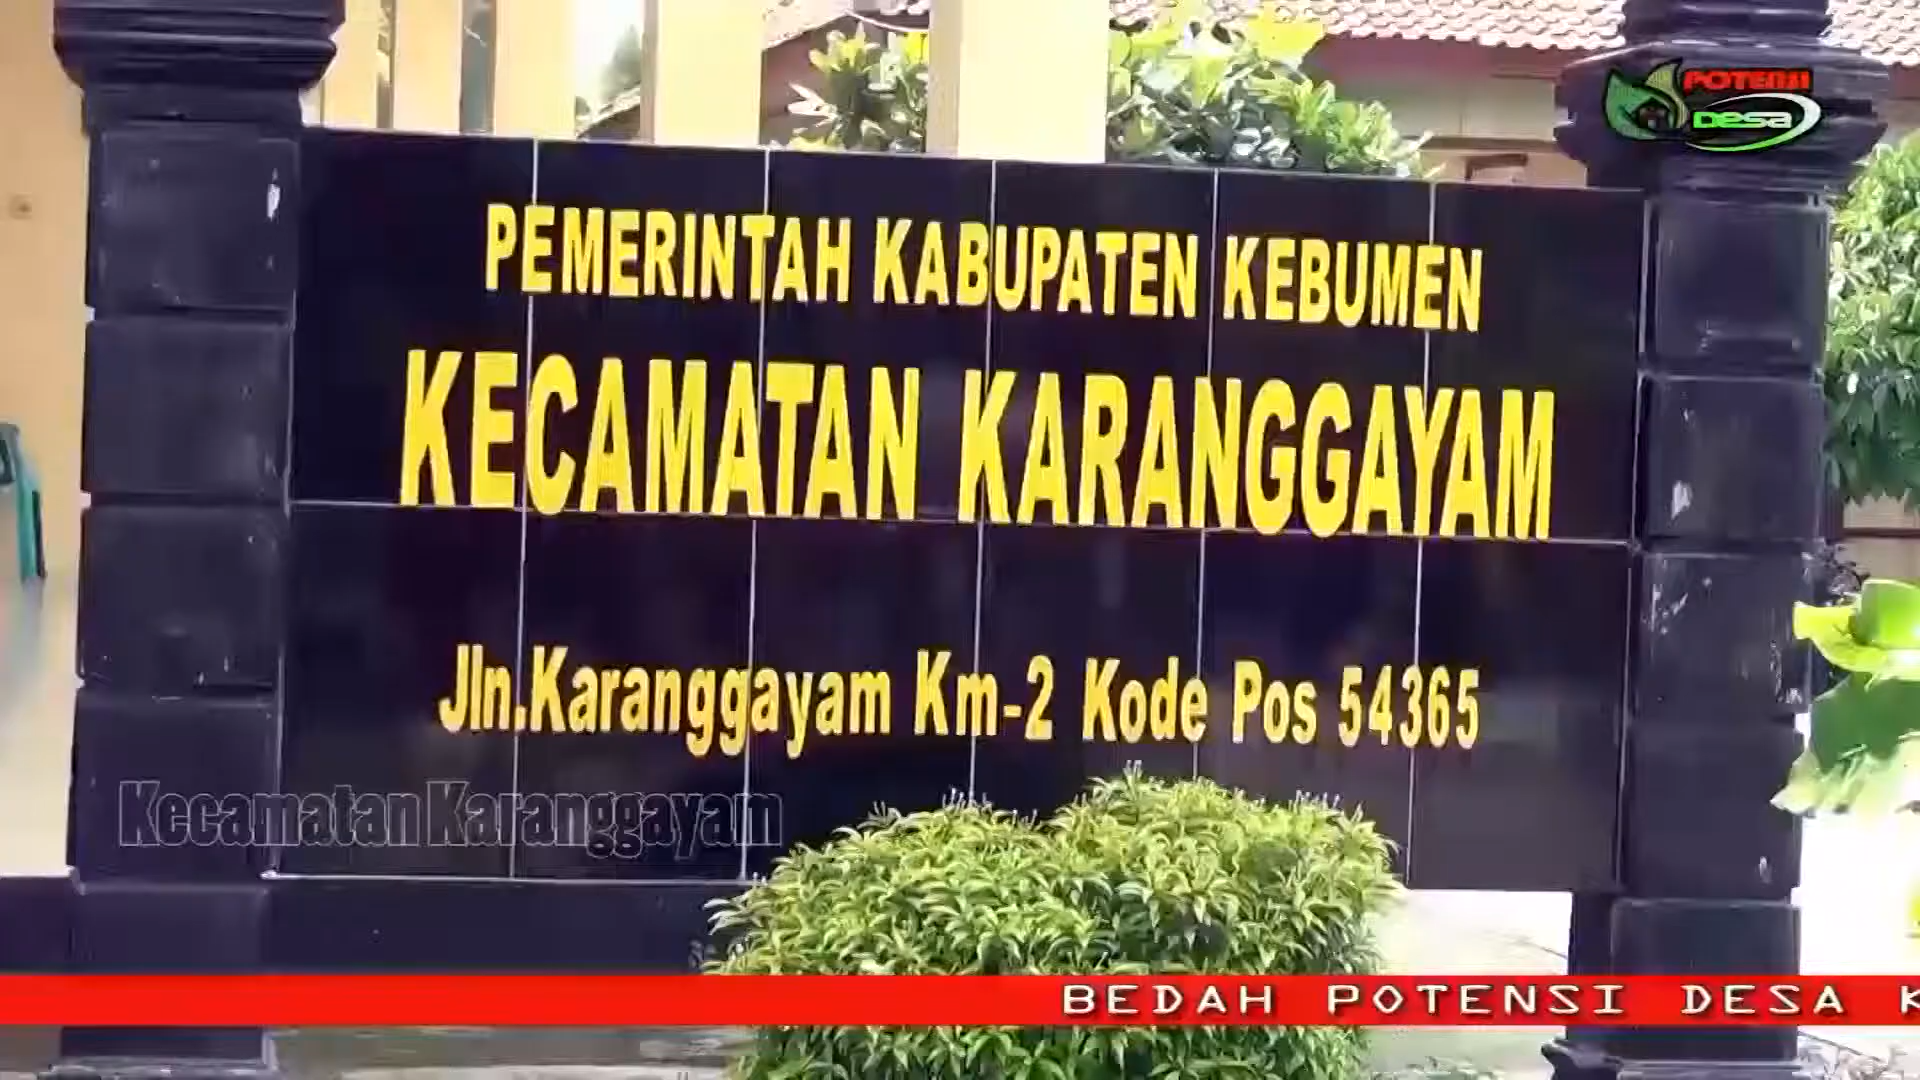 POTENSI
Desa
PEMERINTAH KABUPATEN KEBUMEN
KECAMATAN KARANGGAYAM
Jln.Karanggayam Km-2 Kode Pos 54365
Kecamatan Karanggayam
BEDAH POTENSI DESA K